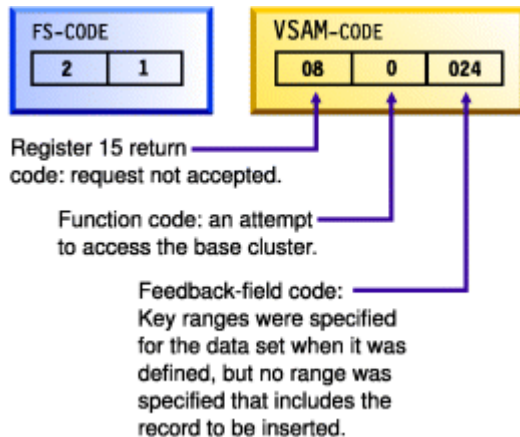 FS-CODE
2 1
VSAM-CODE
08 0 024
Register 15 return
code: request not accepted.
Function code: an attempt
to access the base cluster.
Feedback-field code:
Key ranges were specified
for the data set when it was
defined, but no range was
specified that includes the
record to be inserted.